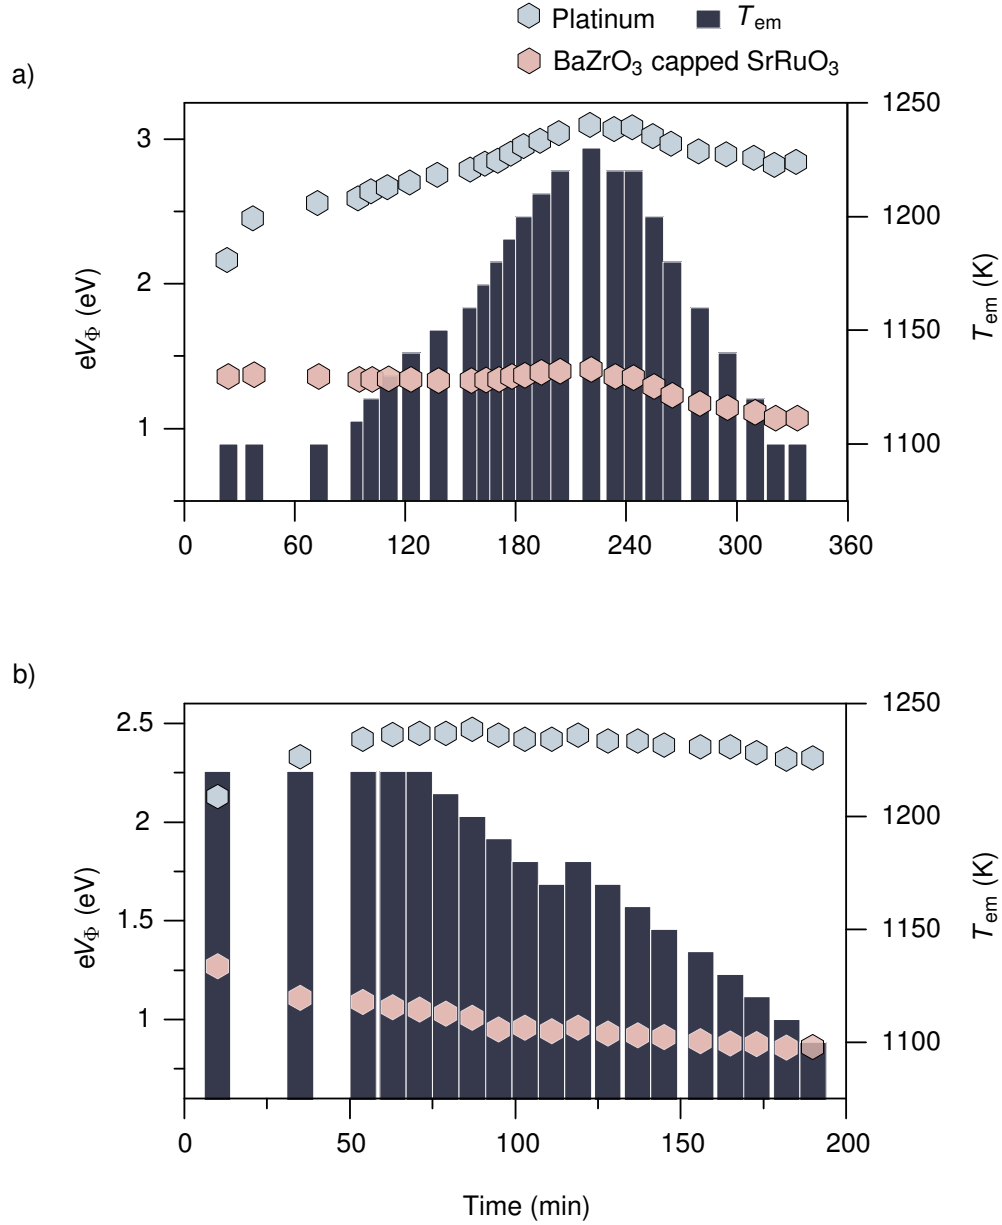 Platinum
T_em
BaZrO₃ capped SrRuO₃
a)
3
2
1
eV_Φ (eV)
1250
1200
1150
1100
T_em (K)
0 60 120 180 240 300 360
b)
2.5
2
1.5
1
eV_Φ (eV)
1250
1200
1150
1100
T_em (K)
0 50 100 150 200
Time (min)